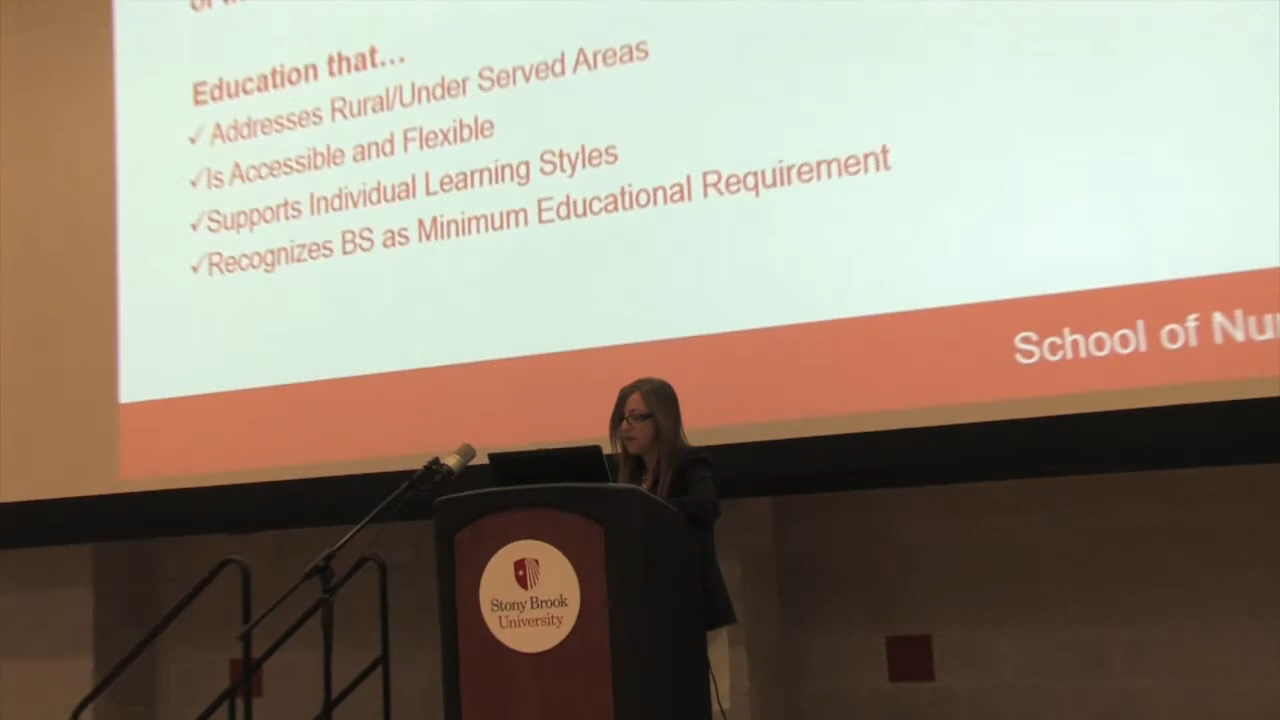 Education that...
✓Addresses Rural/Under Served Areas
✓Is Accessible and Flexible
✓Supports Individual Learning Styles
✓Recognizes BS as Minimum Educational Requirement
School of Nu
Stony Brook
University